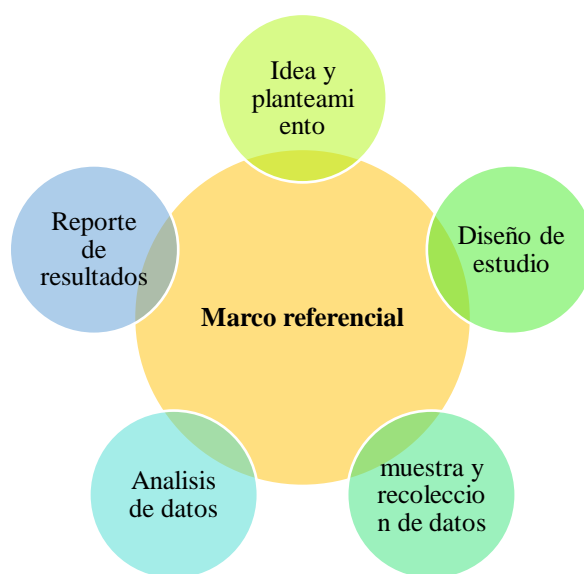 Idea y
planteami
ento
Diseño de
estudio
muestra y
recoleccio
n de datos
Analisis
de datos
Reporte
de
resultados
Marco referencial